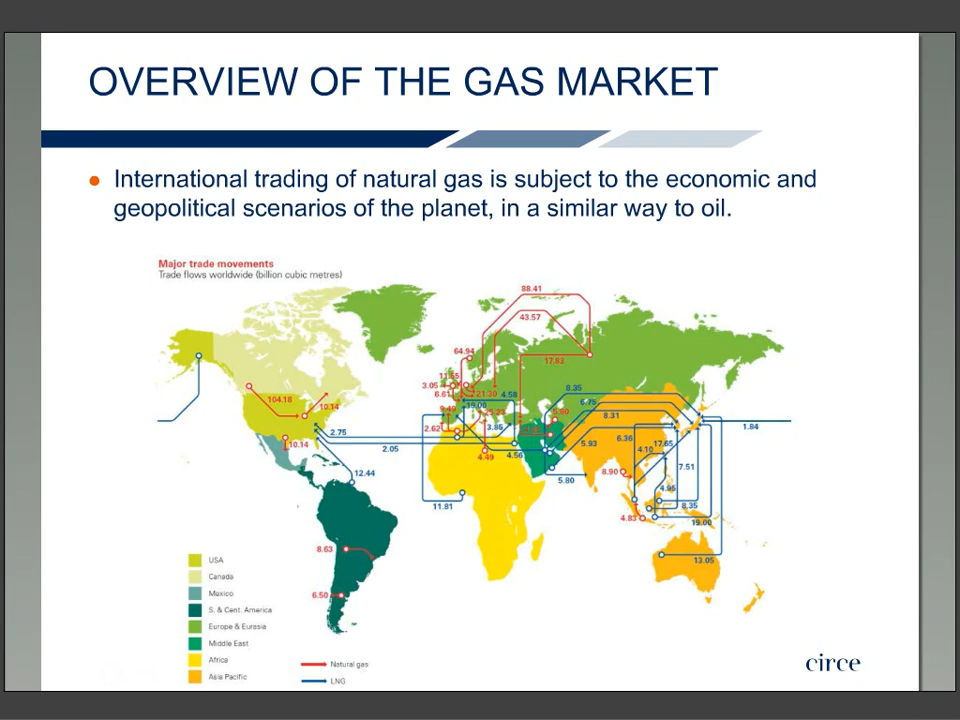 OVERVIEW OF THE GAS MARKET
● International trading of natural gas is subject to the economic and
geopolitical scenarios of the planet, in a similar way to oil.
Major trade movements
Trade flows worldwide (billion cubic metres)
88.41
43.57
64.94
17.83
11.55
3.05
6.61
21.20
4.58
8.35
104.18
10.14
9.49
19.00
6.75
2.62
3.86
8.31
2.75
1.84
10.14
2.05
4.49
4.56
5.93
6.36
17.65
4.10
12.44
5.80
8.90
7.51
4.95
11.81
8.35
4.83
19.00
8.63
13.05
6.50
USA
Canada
Mexico
S. & Cent. America
Europe & Eurasia
Middle East
Africa
Asia Pacific
Natural gas
LNG
circe